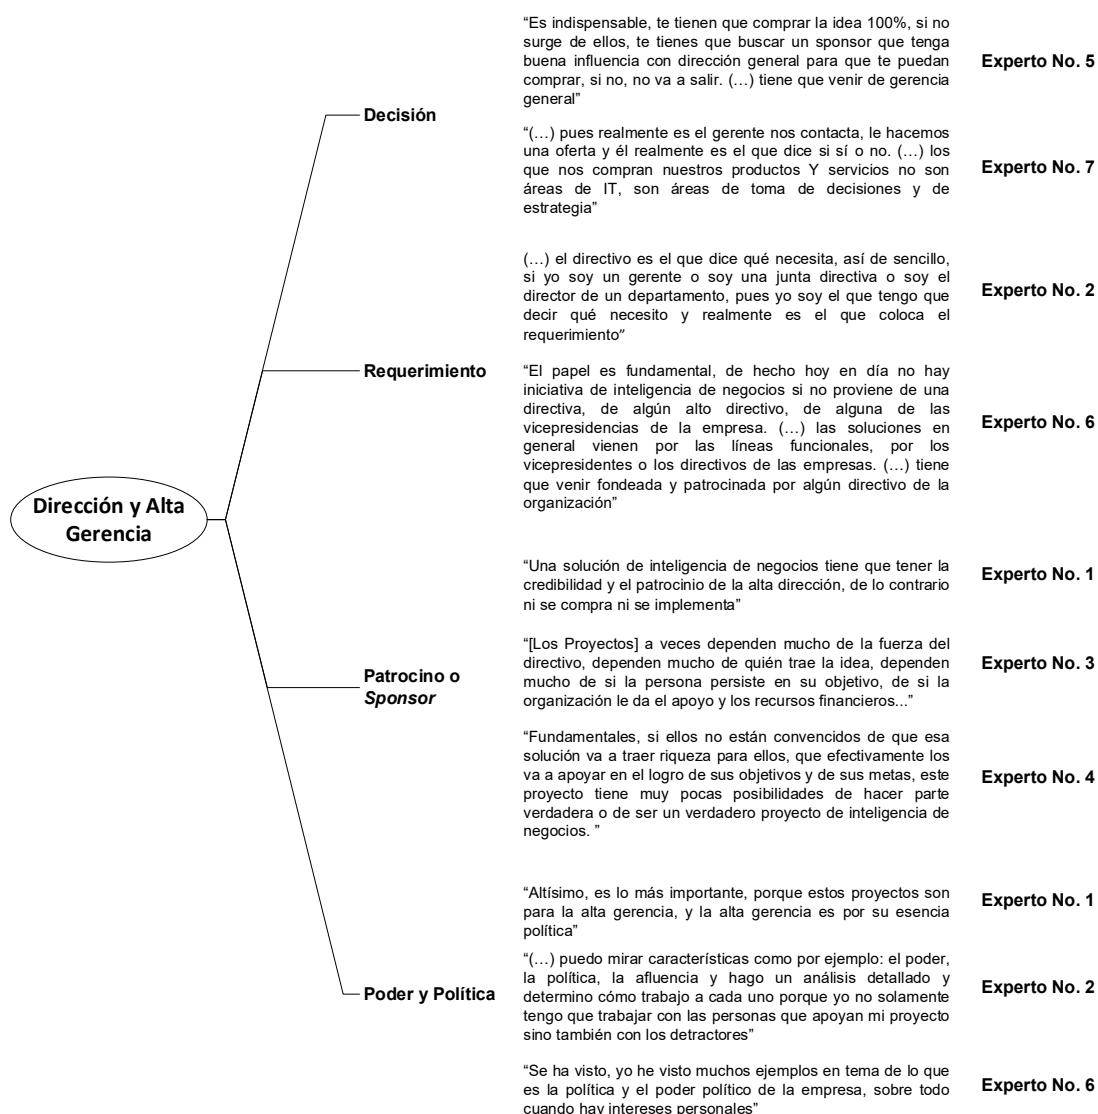 “Es indispensable, te tienen que comprar la idea 100%, si no
surge de ellos, te tienes que buscar un sponsor que tenga
buena influencia con dirección general para que te puedan
comprar, si no, no va a salir. (…) tiene que venir de gerencia
general”
Experto No. 5
Decisión
“(…) pues realmente es el gerente nos contacta, le hacemos
una oferta y él realmente es el que dice si sí o no. (…) los
que nos compran nuestros productos Y servicios no son
áreas de IT, son áreas de toma de decisiones y de
estrategia”
Experto No. 7
(…) el directivo es el que dice qué necesita, así de sencillo,
si yo soy un gerente o soy una junta directiva o soy el
director de un departamento, pues yo soy el que tengo que
decir qué necesito y realmente es el que coloca el
requerimiento”
Experto No. 2
Requerimiento
“El papel es fundamental, de hecho hoy en día no hay
iniciativa de inteligencia de negocios si no proviene de una
directiva, de algún alto directivo, de alguna de las
vicepresidencias de la empresa. (…) las soluciones en
general vienen por las líneas funcionales, por los
vicepresidentes o los directivos de las empresas. (…) tiene
que venir fondeada y patrocinada por algún directivo de la
organización”
Experto No. 6
Dirección y Alta
Gerencia
“Una solución de inteligencia de negocios tiene que tener la
credibilidad y el patrocinio de la alta dirección, de lo contrario
ni se compra ni se implementa”
Experto No. 1
“[Los Proyectos] a veces dependen mucho de la fuerza del
directivo, dependen mucho de quién trae la idea, dependen
mucho de si la persona persiste en su objetivo, de si la
organización le da el apoyo y los recursos financieros...”
Experto No. 3
Patrocino o
Sponsor
“Fundamentales, si ellos no están convencidos de que esa
solución va a traer riqueza para ellos, que efectivamente los
va a apoyar en el logro de sus objetivos y de sus metas, este
proyecto tiene muy pocas posibilidades de hacer parte
verdadera o de ser un verdadero proyecto de inteligencia de
negocios. ”
Experto No. 4
“Altísimo, es lo más importante, porque estos proyectos son
para la alta gerencia, y la alta gerencia es por su esencia
política”
Experto No. 1
Poder y Política
“(…) puedo mirar características como por ejemplo: el poder,
la política, la afluencia y hago un análisis detallado y
determino cómo trabajo a cada uno porque yo no solamente
tengo que trabajar con las personas que apoyan mi proyecto
sino también con los detractores”
Experto No. 2
“Se ha visto, yo he visto muchos ejemplos en tema de lo que
es la política y el poder político de la empresa, sobre todo
cuando hay intereses personales”
Experto No. 6